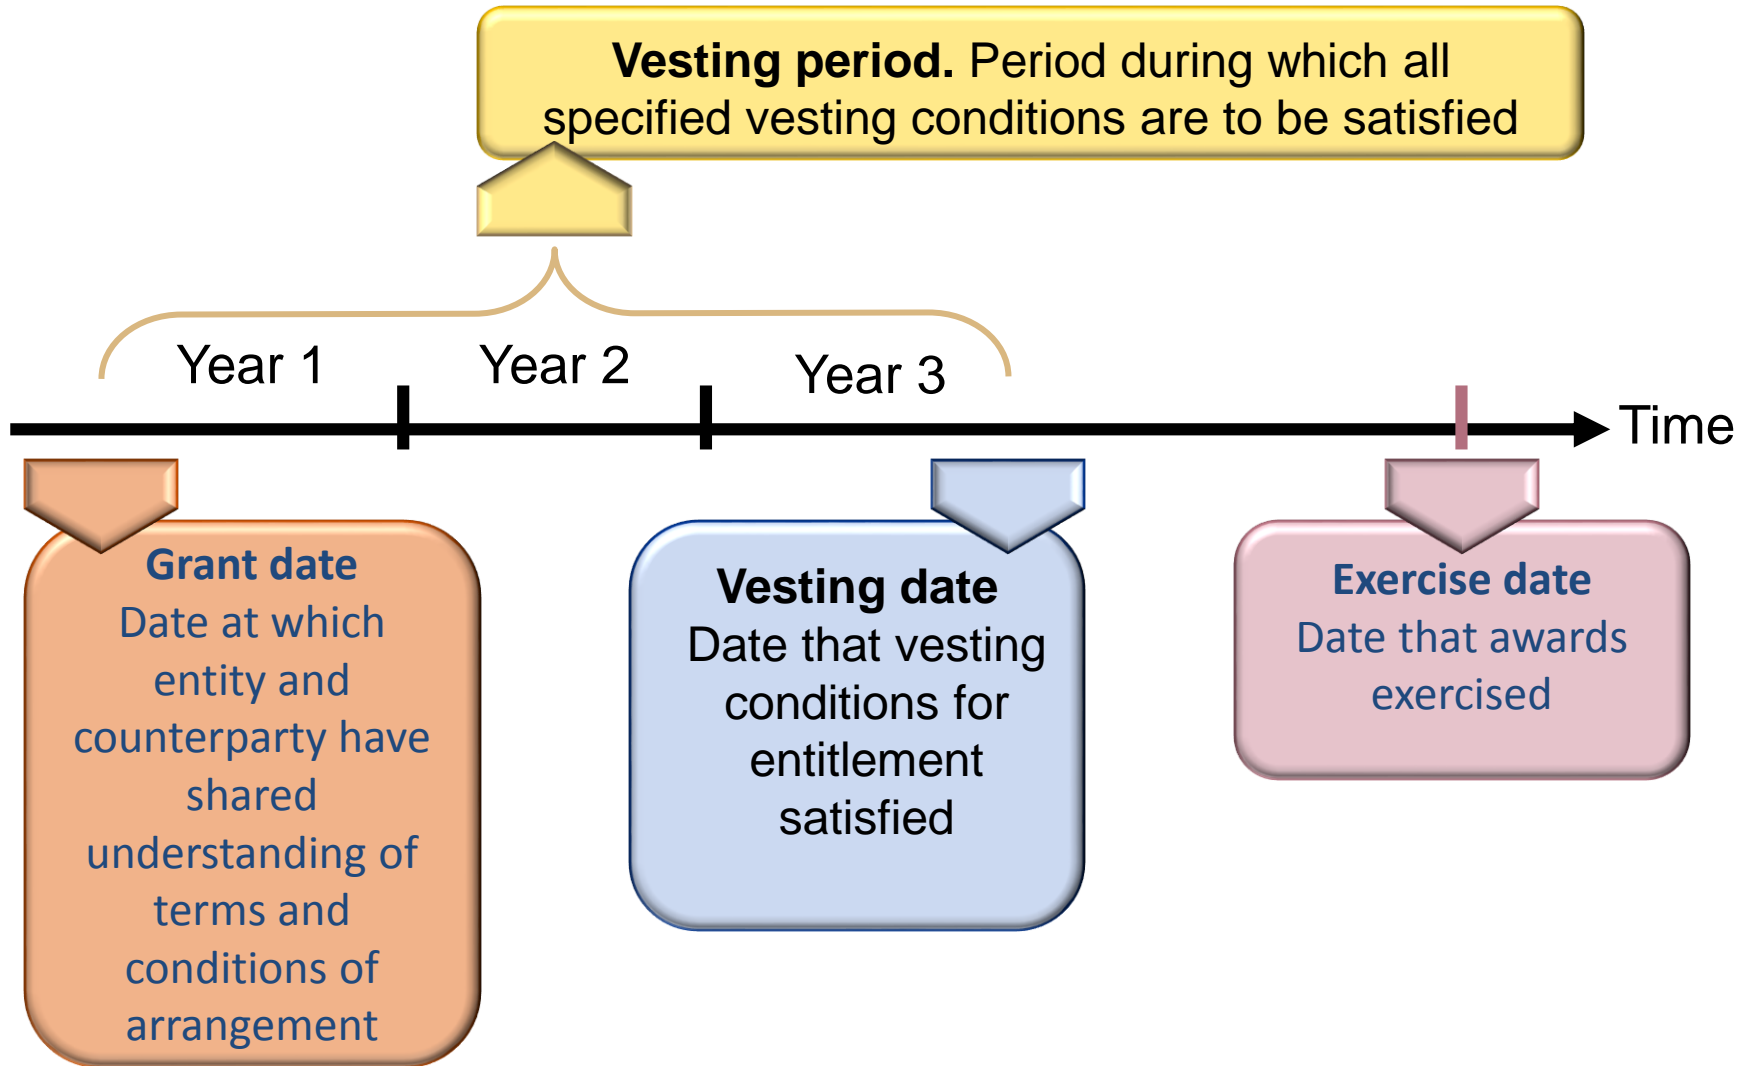 Vesting period. Period during which all
specified vesting conditions are to be satisfied
Year 1
Year 2
Year 3
Time
Grant date
Date at which
entity and
counterparty have
shared
understanding of
terms and
conditions of
arrangement
Vesting date
Date that vesting
conditions for
entitlement
satisfied
Exercise date
Date that awards
exercised